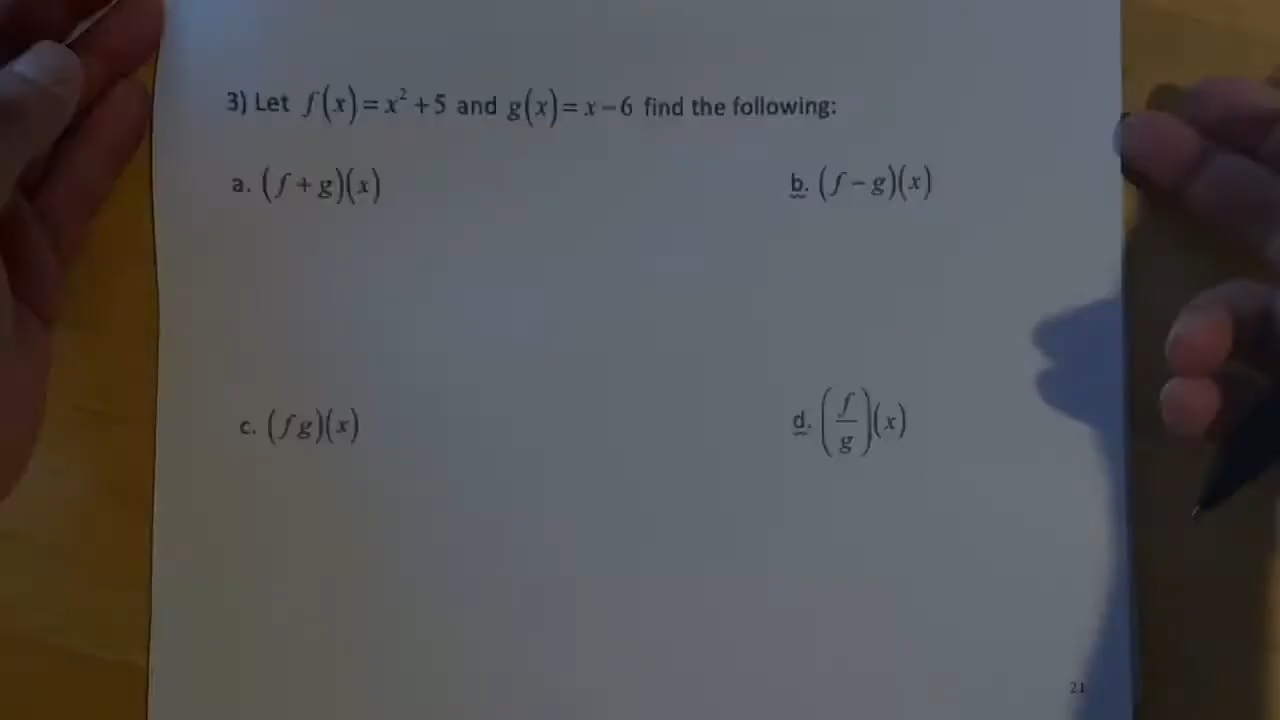 3) Let f(x) = x² + 5 and g(x) = x − 6 find the following:
a. (f + g)(x)
b. (f − g)(x)
c. (fg)(x)
d. (f/g)(x)
21